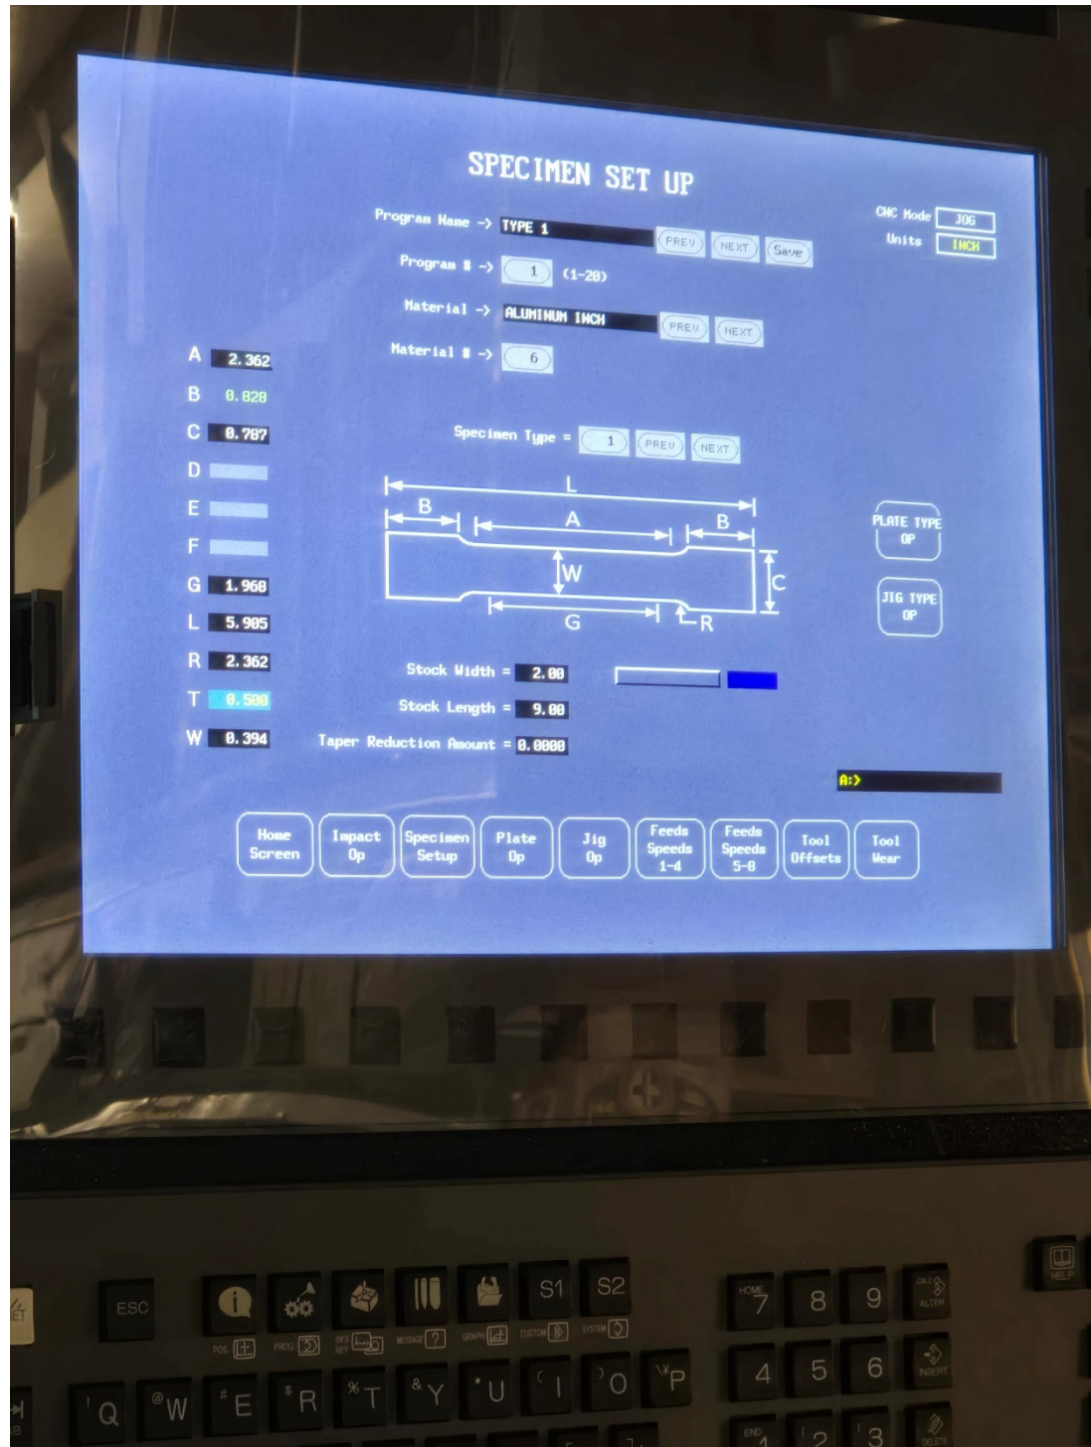 SPECIMEN SET UP
Program Name -> TYPE 1 PREV NEXT Save
CNC Mode JOG
Units INCH
Program # -> 1 (1-20)
Material -> ALUMINUM INCH PREV NEXT
Material # -> 6
A 2.362
B 0.828
C 0.787
D
E
F
G 1.968
L 5.905
R 2.362
T 0.500
W 0.394
Specimen Type = 1 PREV NEXT
L
B A B
W
C
G R
PLATE TYPE
OP
JIG TYPE
OP
Stock Width = 2.00
Stock Length = 9.00
Taper Reduction Amount = 0.0000
A:>
Home
Screen
Impact
Op
Specimen
Setup
Plate
Op
Jig
Op
Feeds
Speeds
1-4
Feeds
Speeds
5-8
Tool
Offsets
Tool
Wear
ESC S1 S2
HOME 7 8 9 ALTER
HELP
POS PROG OFS SET MESSAGE ? GRAPH CUSTOM SYSTEM
4 5 6 INSERT
! Q @ W # E $ R % T & Y * U ( I ) O \ ¥ P
END 1 2 3 DELETE